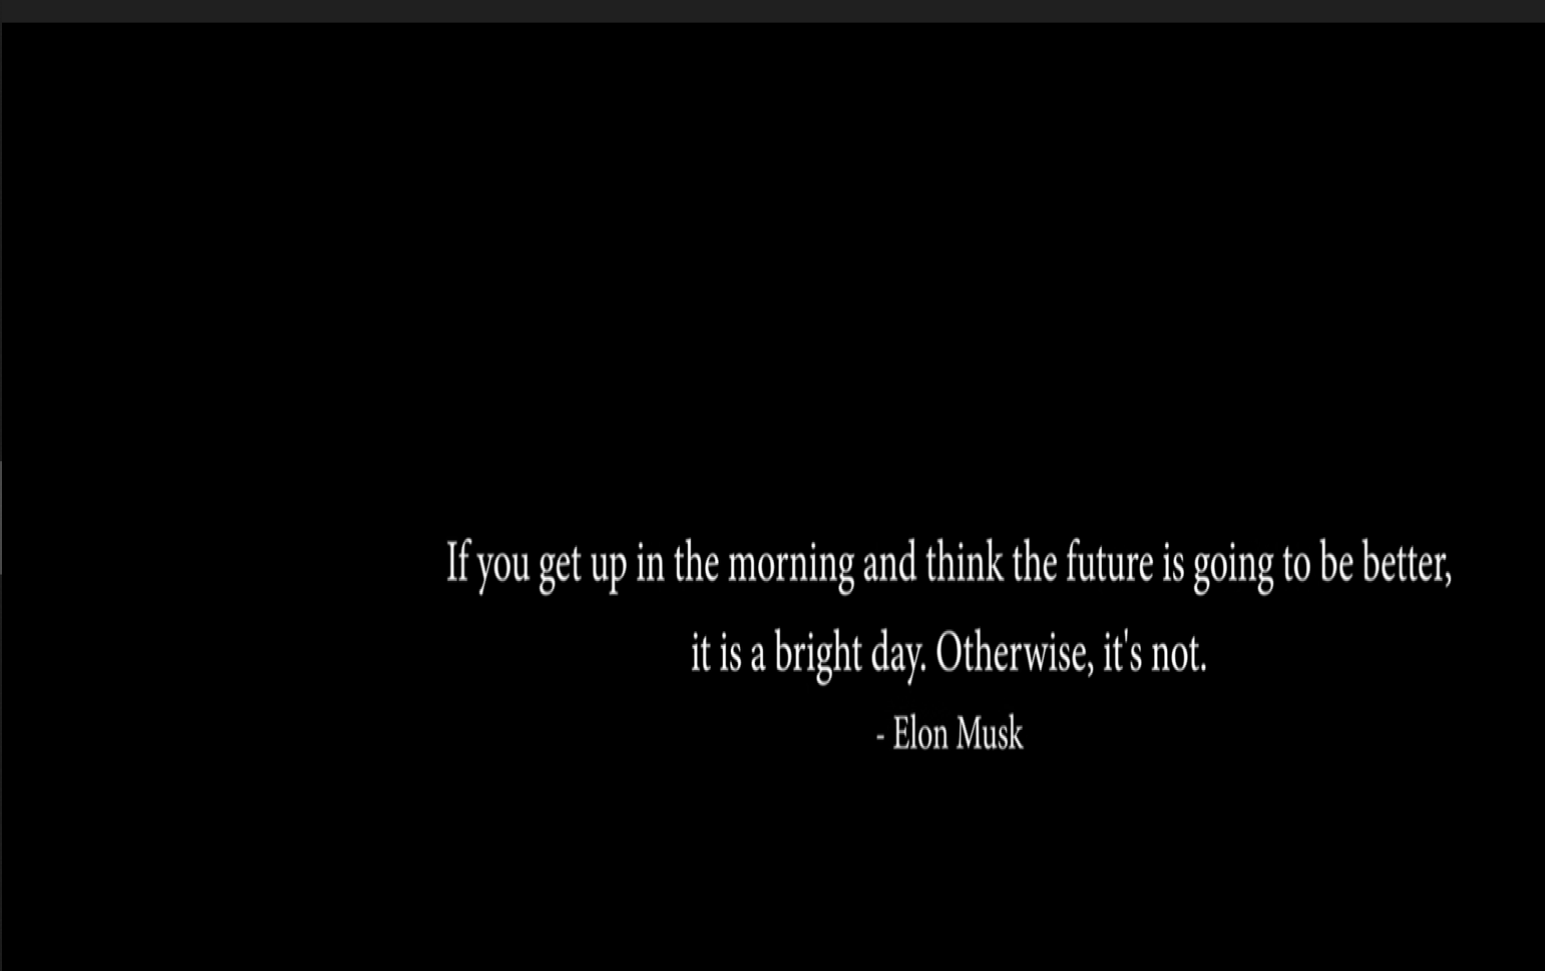 If you get up in the morning and think the future is going to be better,
it is a bright day. Otherwise, it's not.
- Elon Musk